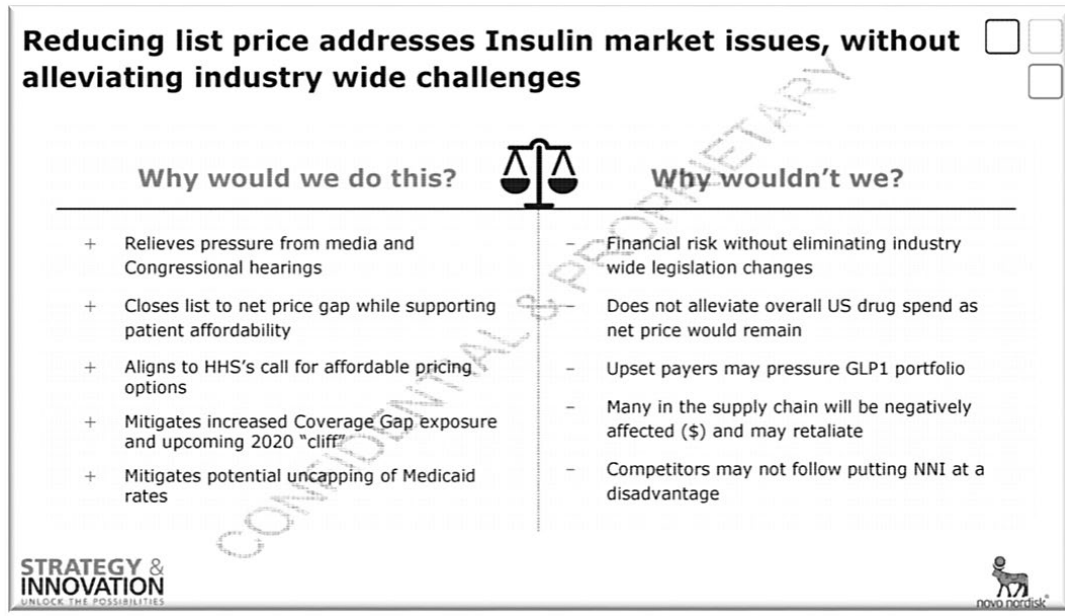 Reducing list price addresses Insulin market issues, without
alleviating industry wide challenges
Why would we do this?
+ Relieves pressure from media and
Congressional hearings
+ Closes list to net price gap while supporting
patient affordability
+ Aligns to HHS's call for affordable pricing
options
+ Mitigates increased Coverage Gap exposure
and upcoming 2020 "cliff"
+ Mitigates potential uncapping of Medicaid
rates
Why wouldn't we?
- Financial risk without eliminating industry
wide legislation changes
- Does not alleviate overall US drug spend as
net price would remain
- Upset payers may pressure GLP1 portfolio
- Many in the supply chain will be negatively
affected ($) and may retaliate
- Competitors may not follow putting NNI at a
disadvantage
CONFIDENTIAL & PROPRIETARY
STRATEGY &
INNOVATION
UNLOCK THE POSSIBILITIES
novo nordisk®